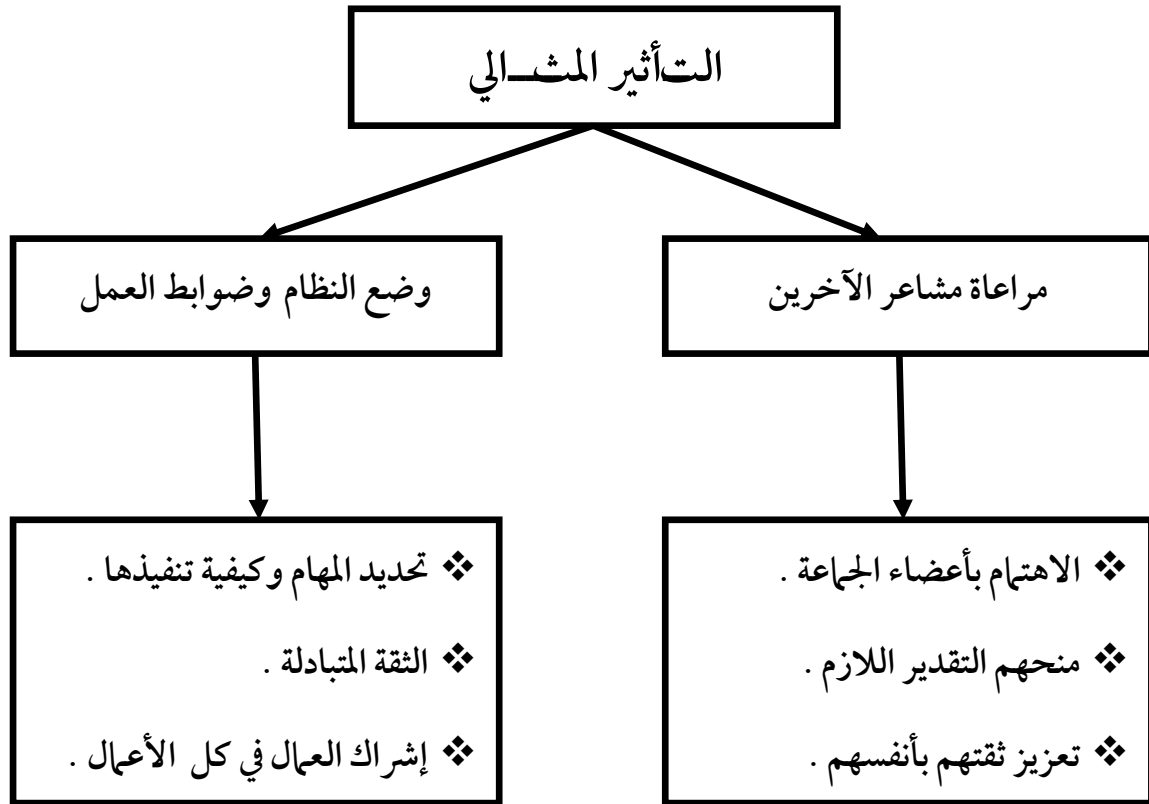 التأثير المثــالي
مراعاة مشاعر الآخرين
وضع النظام وضوابط العمل
❖ الاهتمام بأعضاء الجماعة .
❖ منحهم التقدير اللازم .
❖ تعزيز ثقتهم بأنفسهم .
❖ تحديد المهام وكيفية تنفيذها .
❖ الثقة المتبادلة .
❖ إشراك العمال في كل الأعمال .